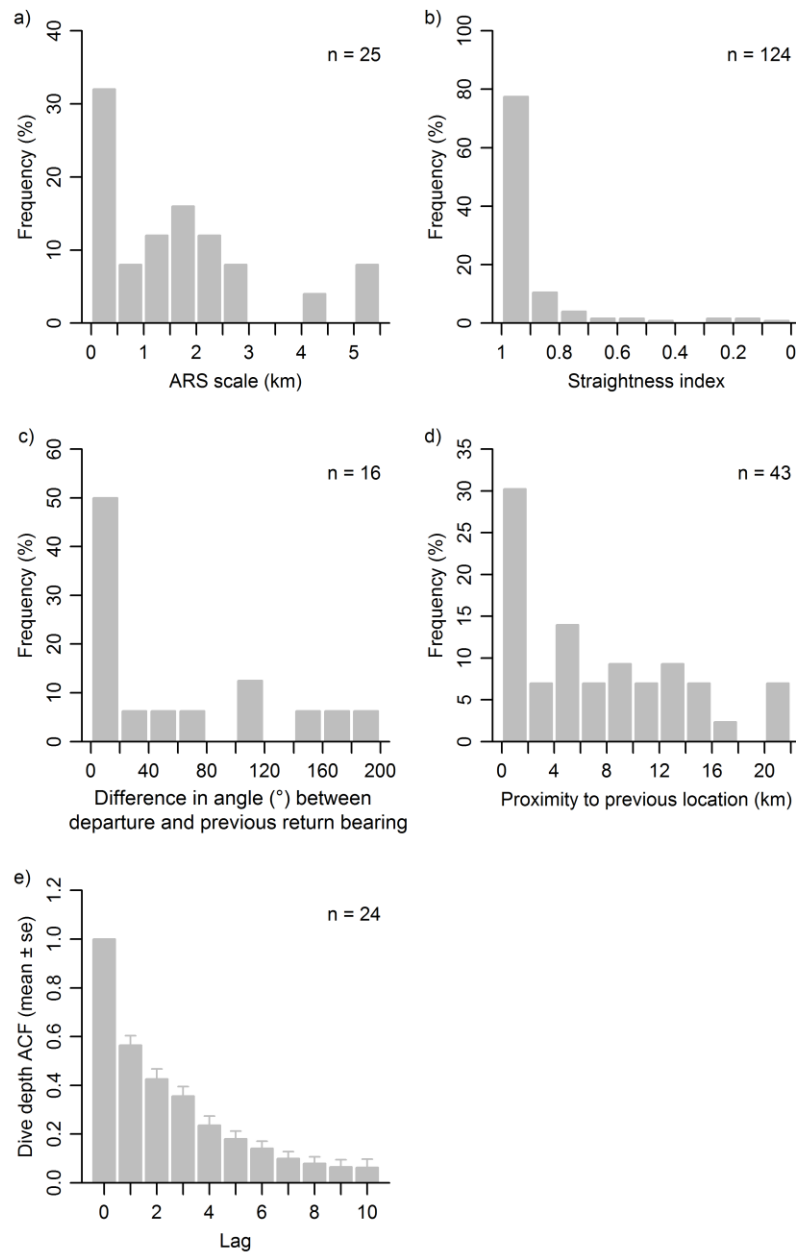 a)
n = 25
40
30
20
10
0
Frequency (%)
0 1 2 3 4 5
ARS scale (km)
b)
n = 124
100
80
60
40
20
0
Frequency (%)
1 0.8 0.6 0.4 0.2 0
Straightness index
c)
n = 16
60
50
40
30
20
10
0
Frequency (%)
0 40 80 120 160 200
Difference in angle (°) between
departure and previous return bearing
d)
n = 43
35
30
25
20
15
10
5
0
Frequency (%)
0 4 8 12 16 20
Proximity to previous location (km)
e)
n = 24
1.2
1.0
0.8
0.6
0.4
0.2
0.0
Dive depth ACF (mean ± se)
0 2 4 6 8 10
Lag